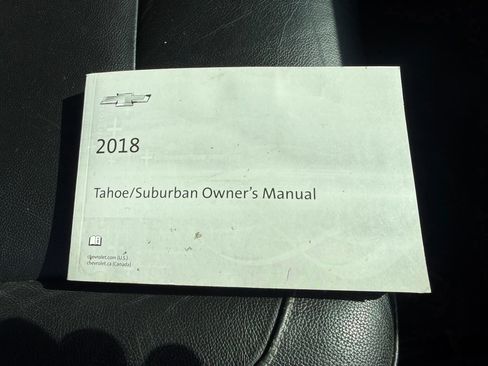 2018
Tahoe/Suburban Owner's Manual
chevrolet.com (U.S.)
chevrolet.ca (Canada)